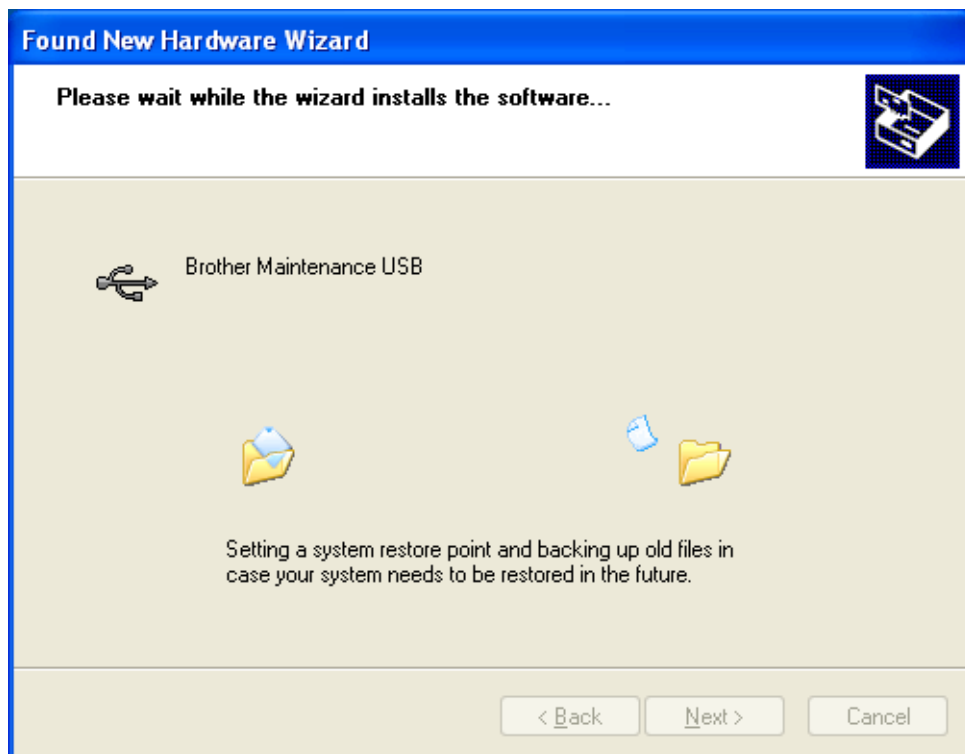 Found New Hardware Wizard
Please wait while the wizard installs the software...
Brother Maintenance USB
Setting a system restore point and backing up old files in
case your system needs to be restored in the future.
< Back
Next >
Cancel